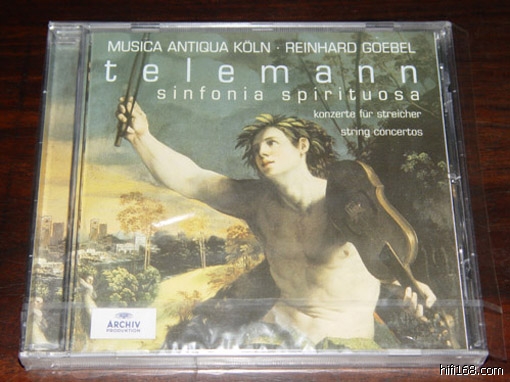 MUSICA ANTIQUA KÖLN · REINHARD GOEBEL
telemann
sinfonia spirituosa
konzerte für streicher
string concertos
ARCHIV
PRODUKTION
hifi168.com